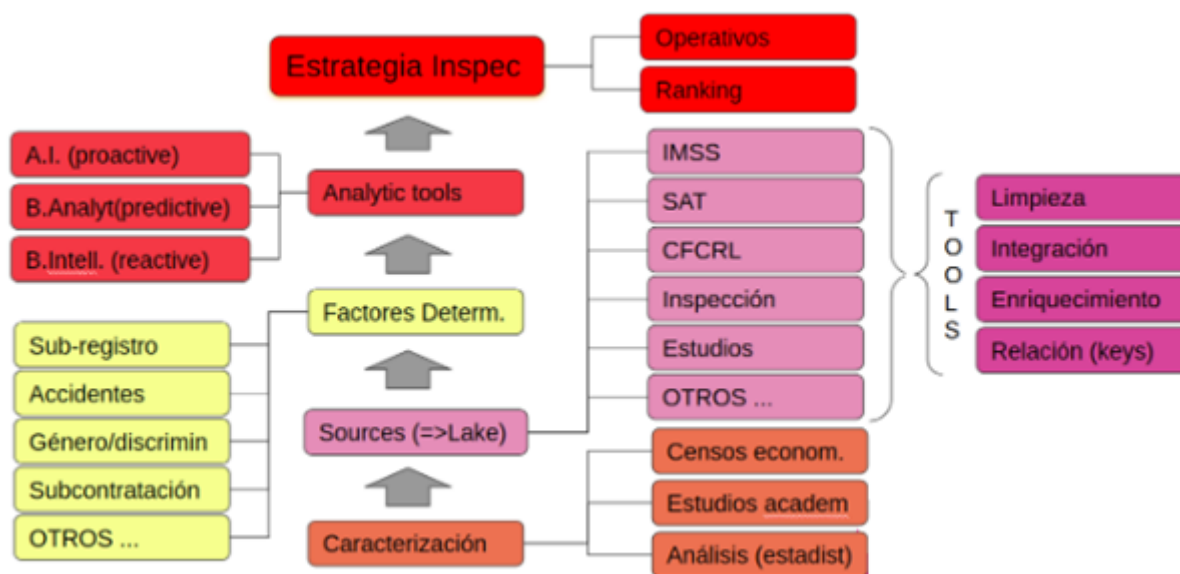 Estrategia Inspec
Operativos
Ranking
A.I. (proactive)
B.Analyt(predictive)
B.Intell. (reactive)
Analytic tools
IMSS
SAT
CFCRL
Inspección
Estudios
OTROS ...
TOOLS
Limpieza
Integración
Enriquecimiento
Relación (keys)
Factores Determ.
Sub-registro
Accidentes
Género/discrimin
Subcontratación
OTROS ...
Sources (=>Lake)
Caracterización
Censos econom.
Estudios academ
Análisis (estadist)